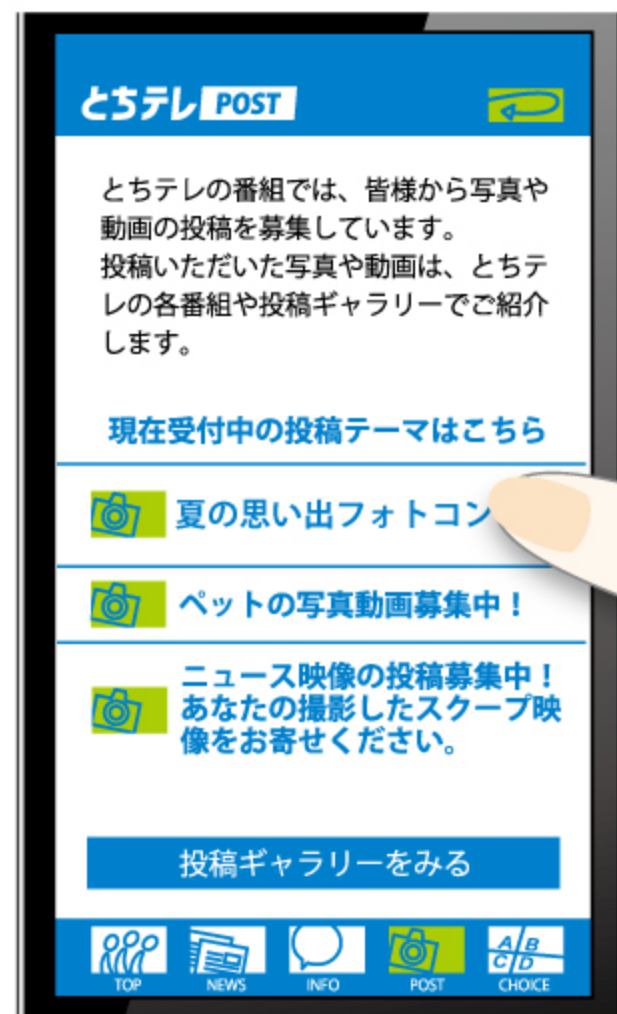 とちテレ POST
とちテレの番組では、皆様から写真や
動画の投稿を募集しています。
投稿いただいた写真や動画は、とちテ
レの各番組や投稿ギャラリーでご紹介
します。
現在受付中の投稿テーマはこちら
夏の思い出フォトコン
ペットの写真動画募集中！
ニュース映像の投稿募集中！
あなたの撮影したスクープ映
像をお寄せください。
投稿ギャラリーをみる
A B
C D
TOP NEWS INFO POST CHOICE